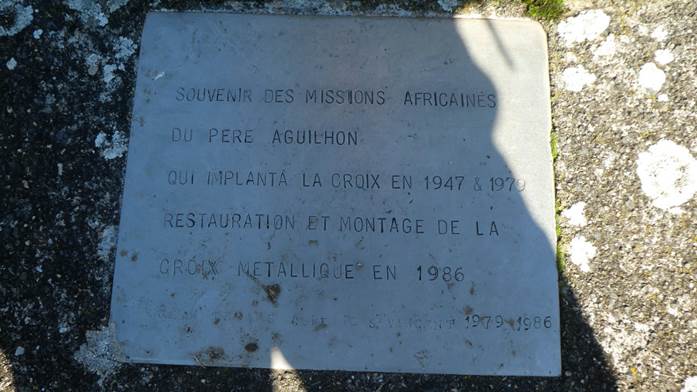 SOUVENIR DES MISSIONS AFRICAINES
DU PERE AGUILHON
QUI IMPLANTA LA CROIX EN 1947 & 1979
RESTAURATION ET MONTAGE DE LA
CROIX METALLIQUE EN 1986
1979 1986